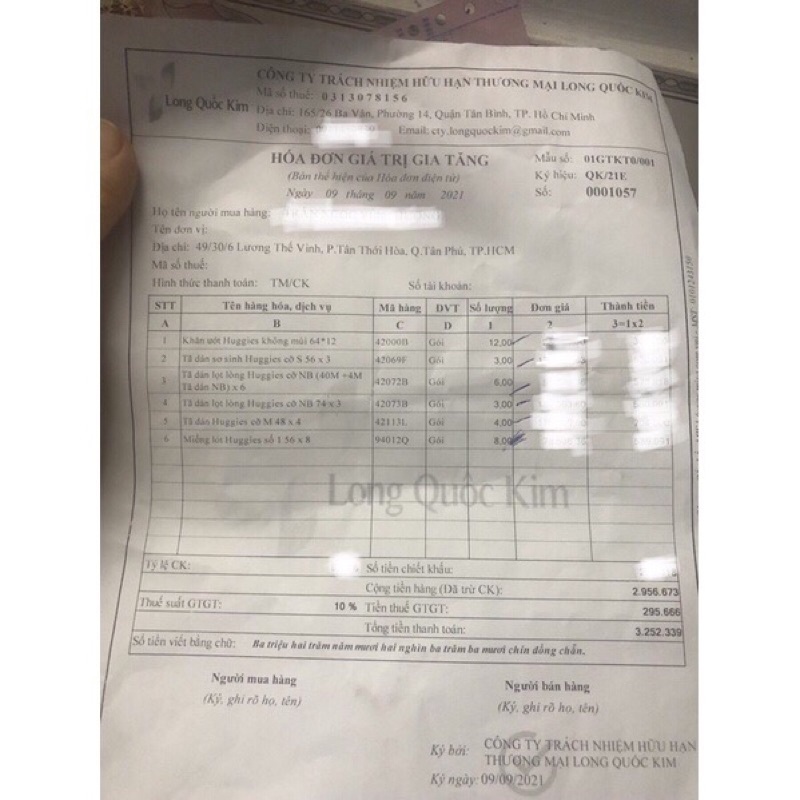 CÔNG TY TRÁCH NHIỆM HỮU HẠN THƯƠNG MẠI LONG QUỐC KIM
Mã số thuế: 0313078156
Long Quốc Kim
Địa chỉ: 165/26 Ba Vân, Phường 14, Quận Tân Bình, TP. Hồ Chí Minh
Điện thoại: Email: cty.longquockim@gmail.com
HÓA ĐƠN GIÁ TRỊ GIA TĂNG
(Bản thể hiện của Hóa đơn điện tử)
Ngày 09 tháng 09 năm 2021
Mẫu số: 01GTKT0/001
Ký hiệu: QK/21E
Số: 0001057
Họ tên người mua hàng:
Tên đơn vị:
Địa chỉ: 49/30/6 Lương Thế Vinh, P.Tân Thới Hòa, Q.Tân Phú, TP.HCM
Mã số thuế:
Hình thức thanh toán: TM/CK Số tài khoản:
STT Tên hàng hóa, dịch vụ Mã hàng ĐVT Số lượng Đơn giá Thành tiền
A B C D 1 2 3=1x2
1 Khăn ướt Huggies không mùi 64*12 42000B Gói 12,00
2 Tã dán sơ sinh Huggies cỡ S 56 x 3 42069F Gói 3,00
3 Tã dán lọt lòng Huggies cỡ NB (40M +4M Tã dán NB) x 6 42072B Gói 6,00
4 Tã dán lọt lòng Huggies cỡ NB 74 x 3 42075B Gói 3,00
5 Tã dán Huggies cỡ M 48 x 4 42113L Gói 4,00
6 Miếng lót Huggies số 1 56 x 8 94012Q Gói 8,00
Long Quốc Kim
Tỷ lệ CK: Số tiền chiết khấu:
Cộng tiền hàng (Đã trừ CK): 2.956.673
Thuế suất GTGT: 10 % Tiền thuế GTGT: 295.666
Tổng tiền thanh toán: 3.252.339
Số tiền viết bằng chữ: Ba triệu hai trăm năm mươi hai nghìn ba trăm ba mươi chín đồng chẵn.
Người mua hàng Người bán hàng
(Ký, ghi rõ họ, tên) (Ký, ghi rõ họ, tên)
Ký bởi: CÔNG TY TRÁCH NHIỆM HỮU HẠN
THƯƠNG MẠI LONG QUỐC KIM
Ký ngày: 09/09/2021